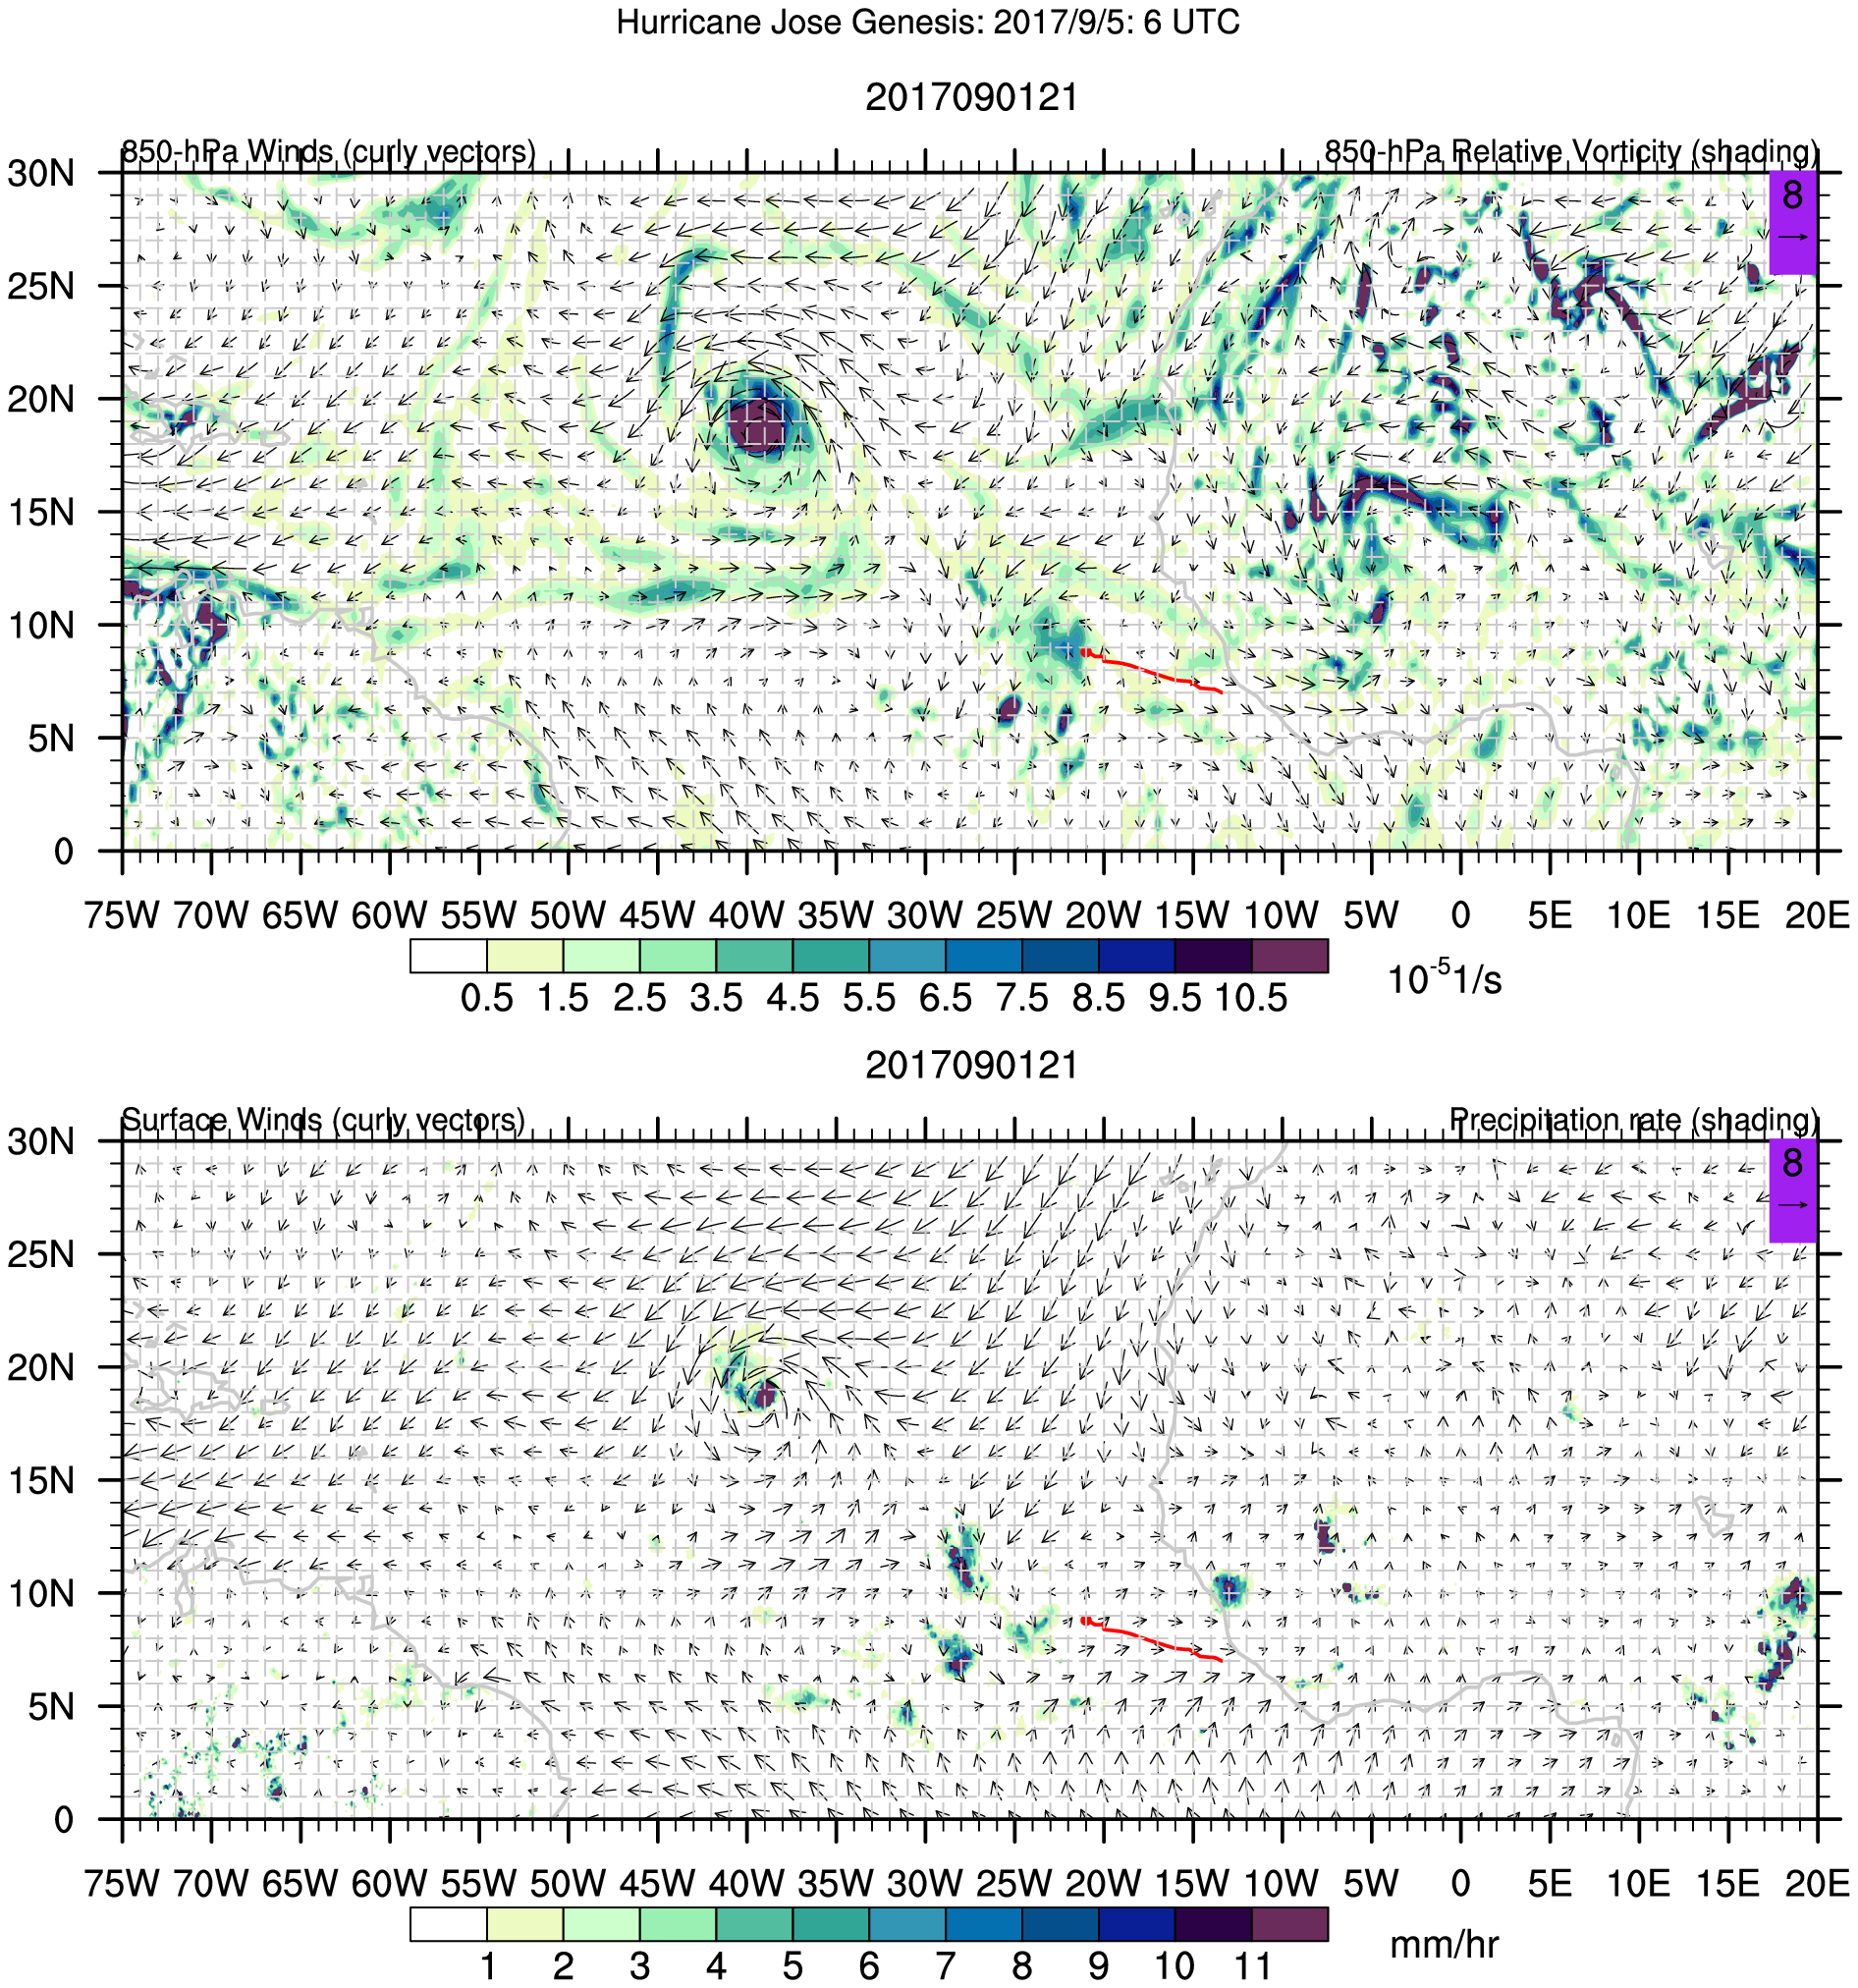 Hurricane Jose Genesis: 2017/9/5: 6 UTC
2017090121
850-hPa Winds (curly vectors) 850-hPa Relative Vorticity (shading)
30N
8
25N
20N
15N
10N
5N
0
75W 70W 65W 60W 55W 50W 45W 40W 35W 30W 25W 20W 15W 10W 5W 0 5E 10E 15E 20E
0.5 1.5 2.5 3.5 4.5 5.5 6.5 7.5 8.5 9.5 10.5
10⁻⁵1/s
2017090121
Surface Winds (curly vectors) Precipitation rate (shading)
30N
8
25N
20N
15N
10N
5N
0
75W 70W 65W 60W 55W 50W 45W 40W 35W 30W 25W 20W 15W 10W 5W 0 5E 10E 15E 20E
1 2 3 4 5 6 7 8 9 10 11
mm/hr